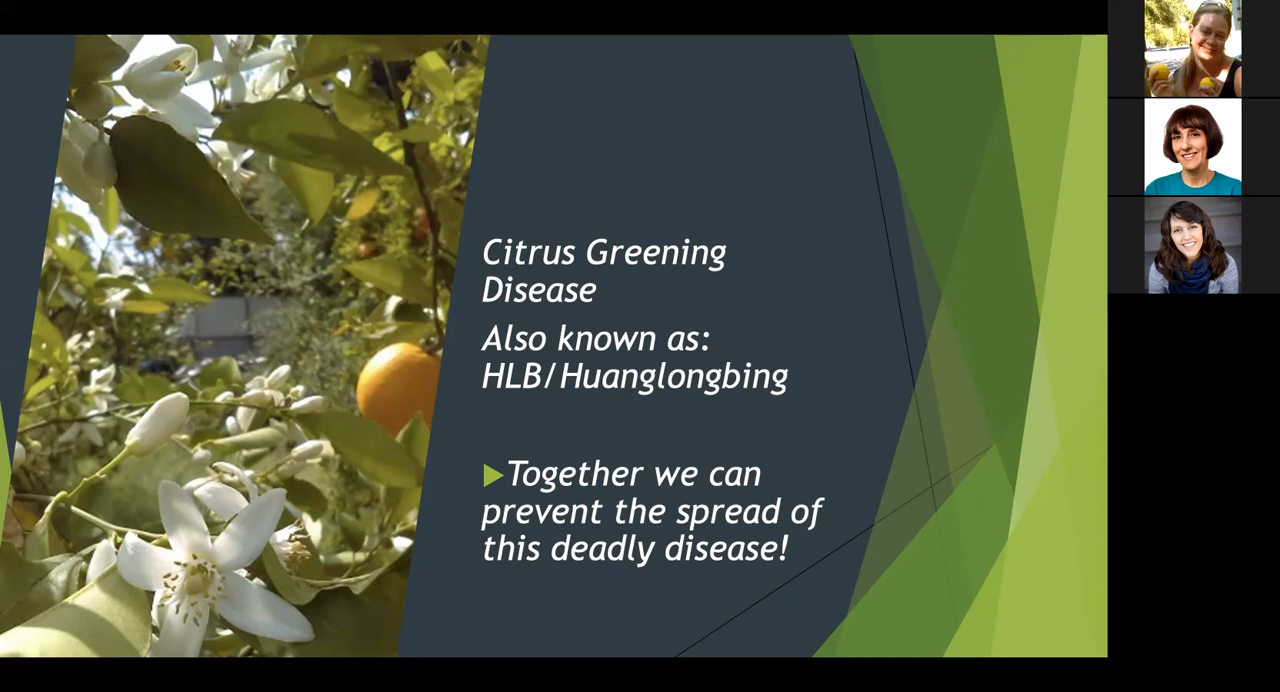 Citrus Greening
Disease
Also known as:
HLB/Huanglongbing
Together we can
prevent the spread of
this deadly disease!